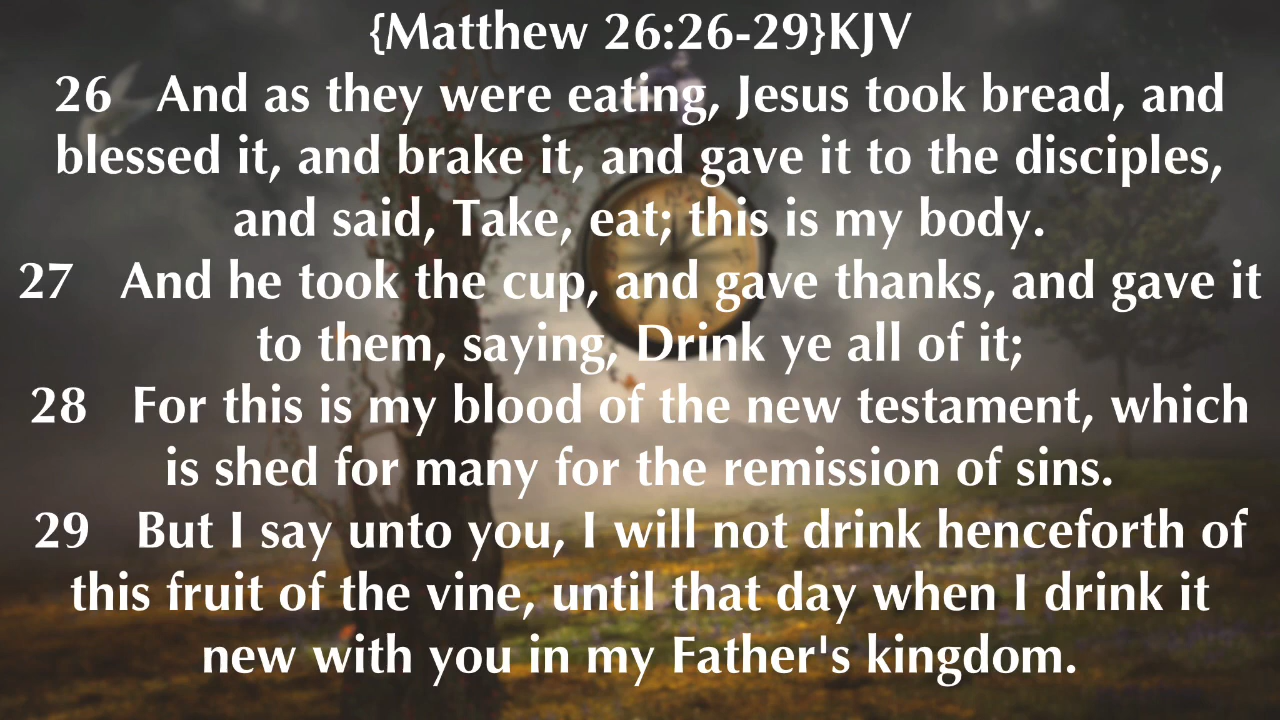 {Matthew 26:26-29}KJV
26 And as they were eating, Jesus took bread, and
blessed it, and brake it, and gave it to the disciples,
and said, Take, eat; this is my body.
27 And he took the cup, and gave thanks, and gave it
to them, saying, Drink ye all of it;
28 For this is my blood of the new testament, which
is shed for many for the remission of sins.
29 But I say unto you, I will not drink henceforth of
this fruit of the vine, until that day when I drink it
new with you in my Father's kingdom.